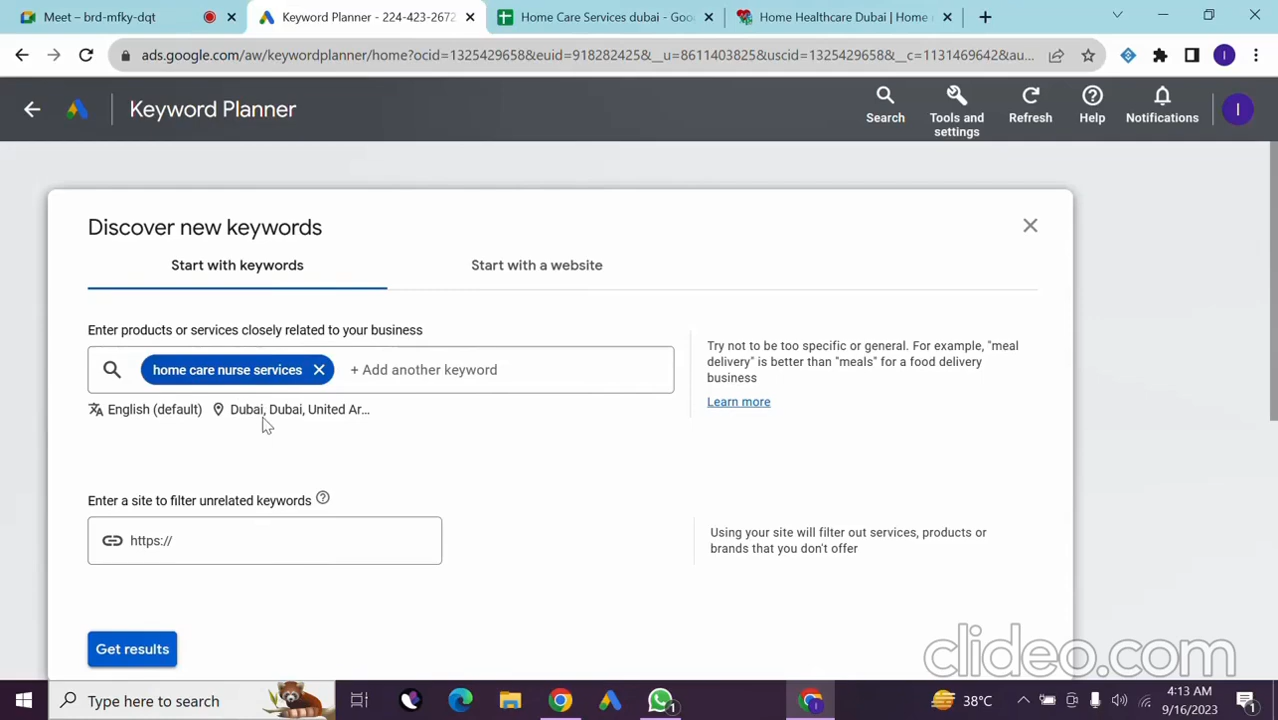 Meet – brd-mfky-dqt
Keyword Planner - 224-423-2672
Home Care Services dubai - Goo
Home Healthcare Dubai | Home
ads.google.com/aw/keywordplanner/home?ocid=1325429658&euid=918282425&__u=8611403825&uscid=1325429658&__c=1131469642&au...
I
Keyword Planner
Search
Tools and
settings
Refresh
Help
Notifications
I
Discover new keywords
Start with keywords
Start with a website
Enter products or services closely related to your business
home care nurse services
+ Add another keyword
Try not to be too specific or general. For example, "meal
delivery" is better than "meals" for a food delivery
business
Learn more
English (default)
Dubai, Dubai, United Ar...
Enter a site to filter unrelated keywords
https://
Using your site will filter out services, products or
brands that you don't offer
Get results
clideo.com
Type here to search
1
38°C
4:13 AM
9/16/2023
1